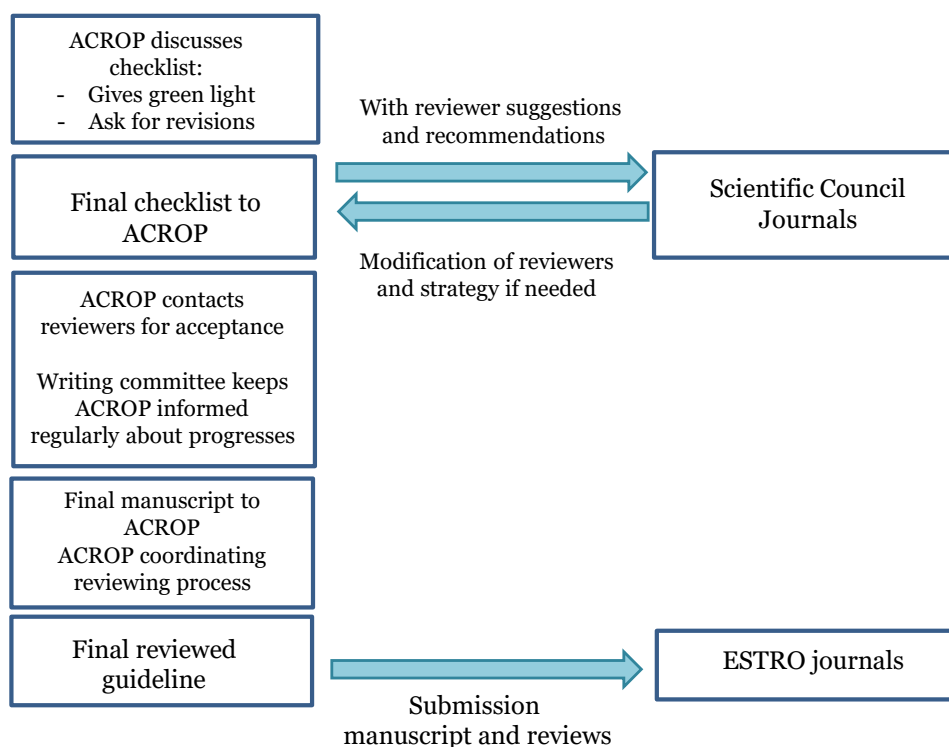 ACROP discusses
checklist:
- Gives green light
- Ask for revisions
With reviewer suggestions
and recommendations
Final checklist to
ACROP
Scientific Council
Journals
Modification of reviewers
and strategy if needed
ACROP contacts
reviewers for acceptance
Writing committee keeps
ACROP informed
regularly about progresses
Final manuscript to
ACROP
ACROP coordinating
reviewing process
Final reviewed
guideline
ESTRO journals
Submission
manuscript and reviews